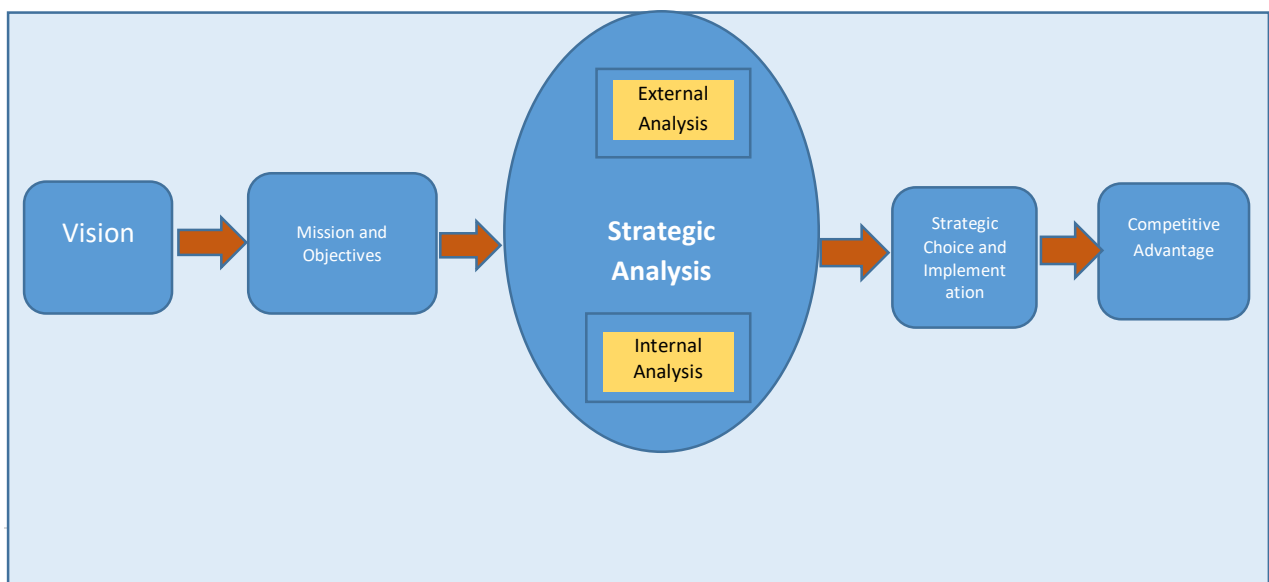 Vision
Mission and
Objectives
External
Analysis
Strategic
Analysis
Internal
Analysis
Strategic
Choice and
Implement
ation
Competitive
Advantage